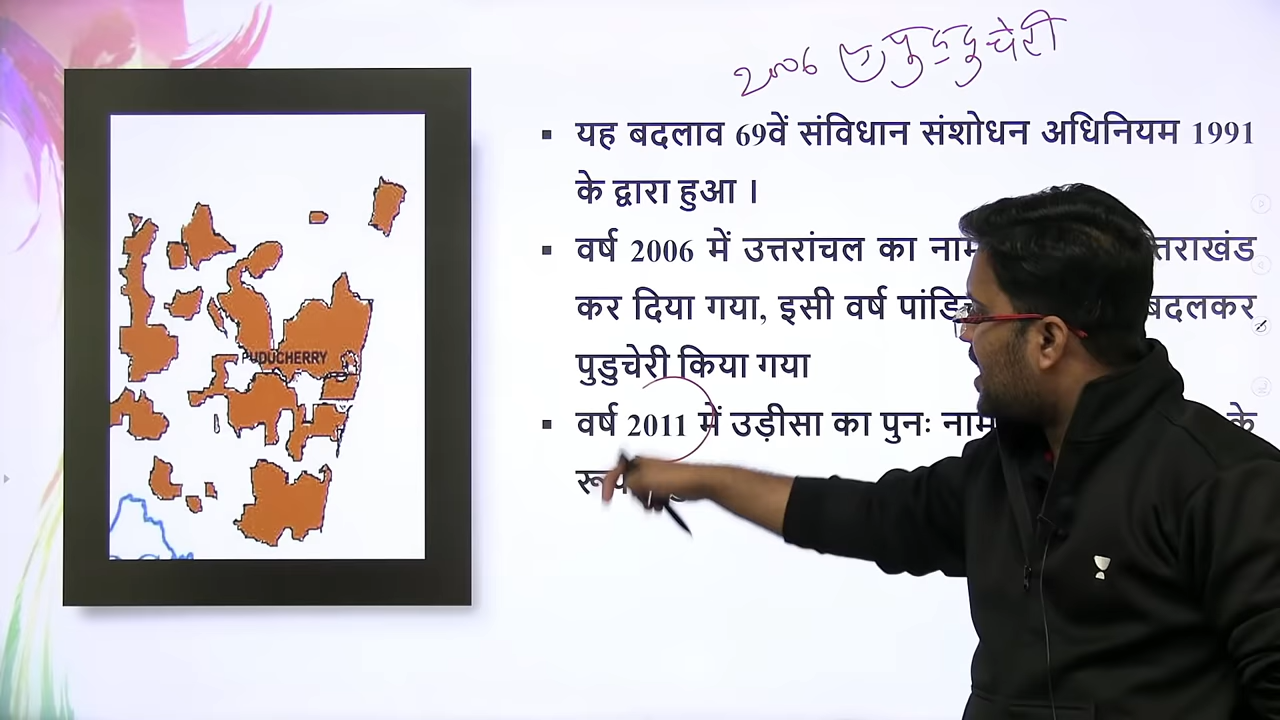 2006 पुडुचेरी
यह बदलाव 69वें संविधान संशोधन अधिनियम 1991
के द्वारा हुआ ।
वर्ष 2006 में उत्तरांचल का नाम त्तराखंड
कर दिया गया, इसी वर्ष पांडि बदलकर
पुडुचेरी किया गया
वर्ष 2011 में उड़ीसा का पुनः नाम के
PUDUCHERRY